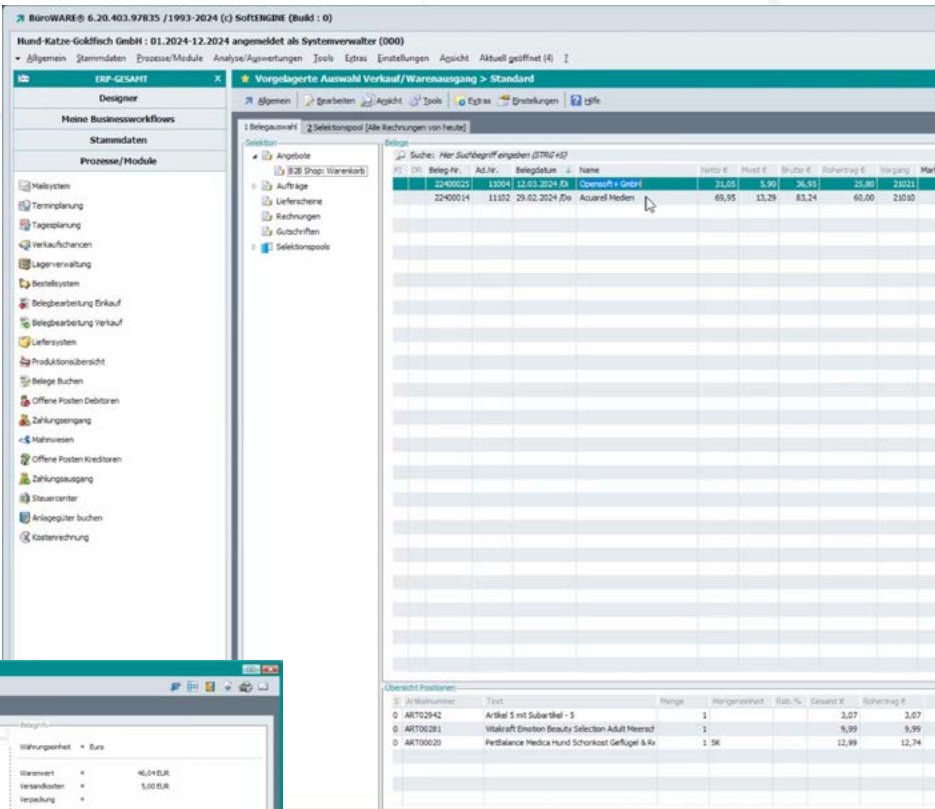 BüroWARE® 6.20.403.97835 /1993-2024 (c) SoftENGINE (Build : 0)
Hund-Katze-Goldfisch GmbH : 01.2024-12.2024 angemeldet als Systemverwalter (000)
Allgemein Stammdaten Prozesse/Module Analyse/Auswertungen Tools Extras Einstellungen Ansicht Aktuell geöffnet (4) ?
ERP-GESAMT X
Designer
Meine Businessworkflows
Stammdaten
Prozesse/Module
Mailsystem
Terminplanung
Tagesplanung
Verkaufschancen
Lagerverwaltung
Bestellsystem
Belegbearbeitung Einkauf
Belegbearbeitung Verkauf
Liefersystem
Produktionsübersicht
Belege Buchen
Offene Posten Debitoren
Zahlungseingang
Mahnwesen
Offene Posten Kreditoren
Zahlungsausgang
Steuercenter
Anlagegüter buchen
Kostenrechnung
Vorgelagerte Auswahl Verkauf/Warenausgang > Standard
Allgemein Bearbeiten Ansicht Tools Extras Einstellungen Hilfe
1 Belegauswahl 2 Selektionspool [Alle Rechnungen von heute]
Selektion
Angebote
B2B Shop: Warenkorb
Aufträge
Lieferscheine
Rechnungen
Gutschriften
Selektionspools
Belege
Suche: Hier Suchbegriff eingeben (STRG+S)
DR Beleg-Nr. Ad.Nr. Belegdatum Name Netto € Mwst € Brutto € Rohertrag € Vorgang Mark
22400025 11004 12.03.2024 /Di Opensoft+ GmbH 31,05 5,90 36,95 25,80 21021
22400014 11102 29.02.2024 /Do Acuarel Medien 69,95 13,29 83,24 60,00 21010
Übersicht Positionen
S Artikelnummer Text Menge Mengeneinheit Rab.% Gesamt € Rohertrag €
0 ART02942 Artikel S mit Subartikel - S 1 3,07 3,07
0 ART00281 Vitakraft Emotion Beauty Selection Adult Meersch 1 9,99 9,99
0 ART00020 PetBalance Medica Hund Schonkost Geflügel & Re 1 SK 12,99 12,74
Beleginfo
Währungseinheit = Euro
Warenwert = 46,04 EUR
Versandkosten = 5,00 EUR
Verpackung =